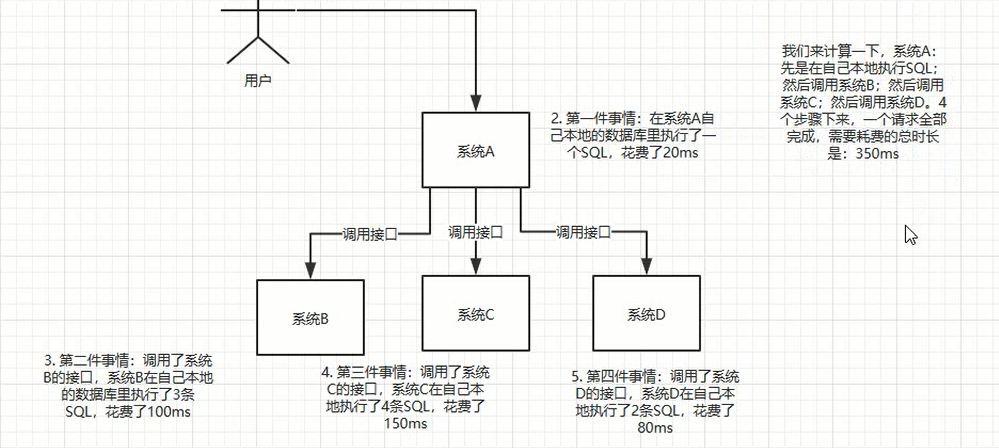 用户
我们来计算一下，系统A：
先是在自己本地执行SQL；
然后调用系统B；然后调用
系统C；然后调用系统D。4
个步骤下来，一个请求全部
完成，需要耗费的总时长
是：350ms
2. 第一件事情：在系统A自
己本地的数据库里执行了一
个SQL，花费了20ms
系统A
调用接口
调用接口
调用接口
系统B
系统C
系统D
3. 第二件事情：调用了系统
B的接口，系统B在自己本地
的数据库里执行了3条
SQL，花费了100ms
4. 第三件事情：调用了系统
C的接口，系统C在自己本
地执行了4条SQL，花费了
150ms
5. 第四件事情：调用了系统
D的接口，系统D在自己本
地执行了2条SQL，花费了
80ms